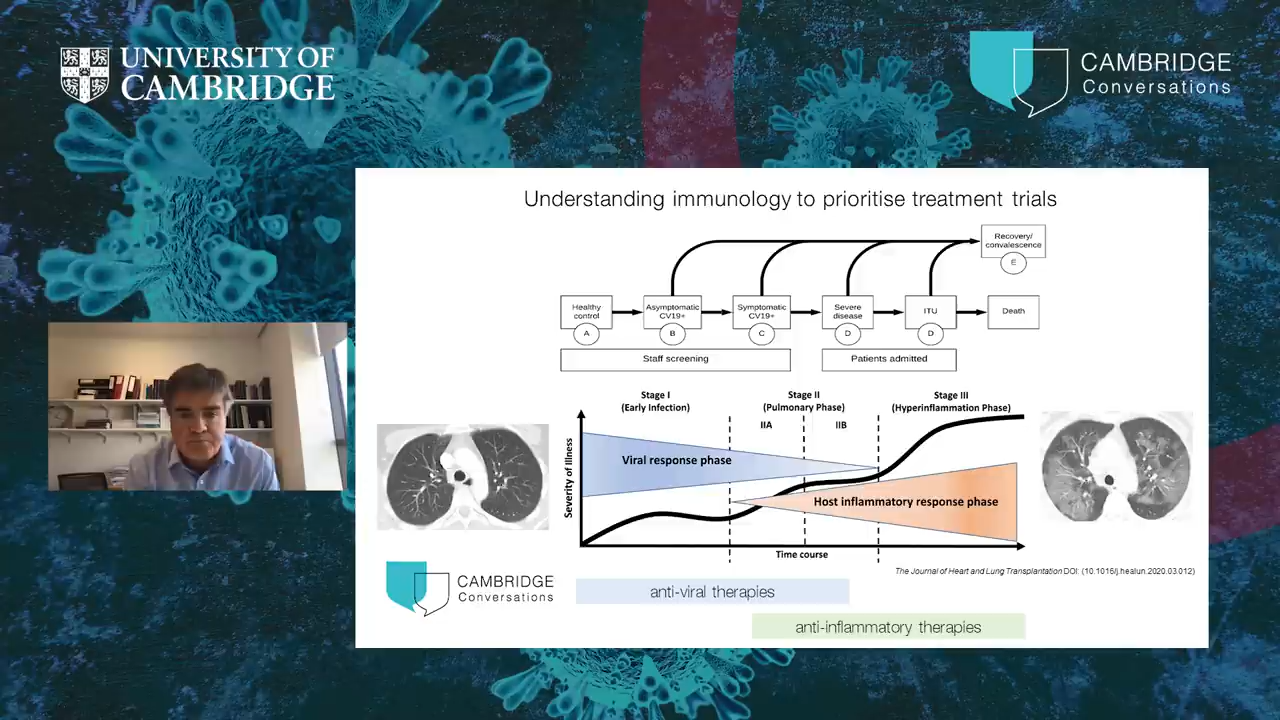 UNIVERSITY OF
CAMBRIDGE
CAMBRIDGE
Conversations
Understanding immunology to prioritise treatment trials
Recovery/
convalescence
E
Healthy
control
A
Asymptomatic
CV19+
B
Symptomatic
CV19+
C
Severe
disease
D
ITU
D
Death
Staff screening
Patients admitted
Stage I
(Early Infection)
Stage II
(Pulmonary Phase)
IIA
IIB
Stage III
(Hyperinflammation Phase)
Severity of Illness
Viral response phase
Host inflammatory response phase
Time course
The Journal of Heart and Lung Transplantation DOI: (10.1016/j.healun.2020.03.012)
CAMBRIDGE
Conversations
anti-viral therapies
anti-inflammatory therapies